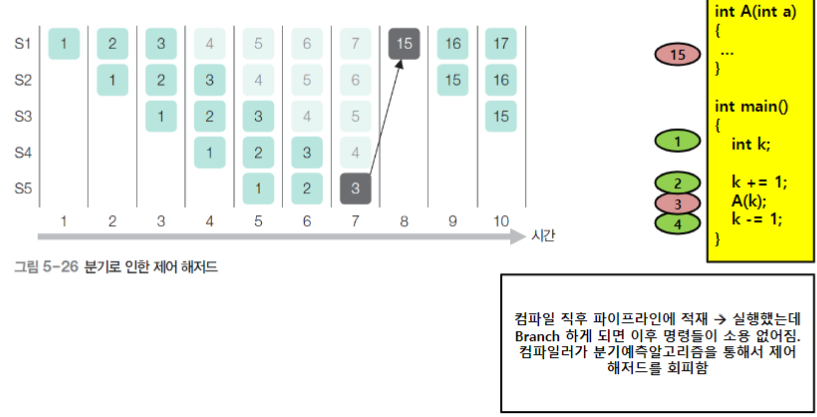 S1 1 2 3 4 5 6 7 15 16 17
S2 1 2 3 4 5 6 15 16
S3 1 2 3 4 5 15
S4 1 2 3 4
S5 1 2 3
1 2 3 4 5 6 7 8 9 10
시간
그림 5-26 분기로 인한 제어 해저드
int A(int a)
{
15 ...
}
int main()
{
1 int k;
2 k += 1;
3 A(k);
4 k -= 1;
}
컴파일 직후 파이프라인에 적재 → 실행했는데
Branch 하게 되면 이후 명령들이 소용 없어짐.
컴파일러가 분기예측알고리즘을 통해서 제어
해저드를 회피함